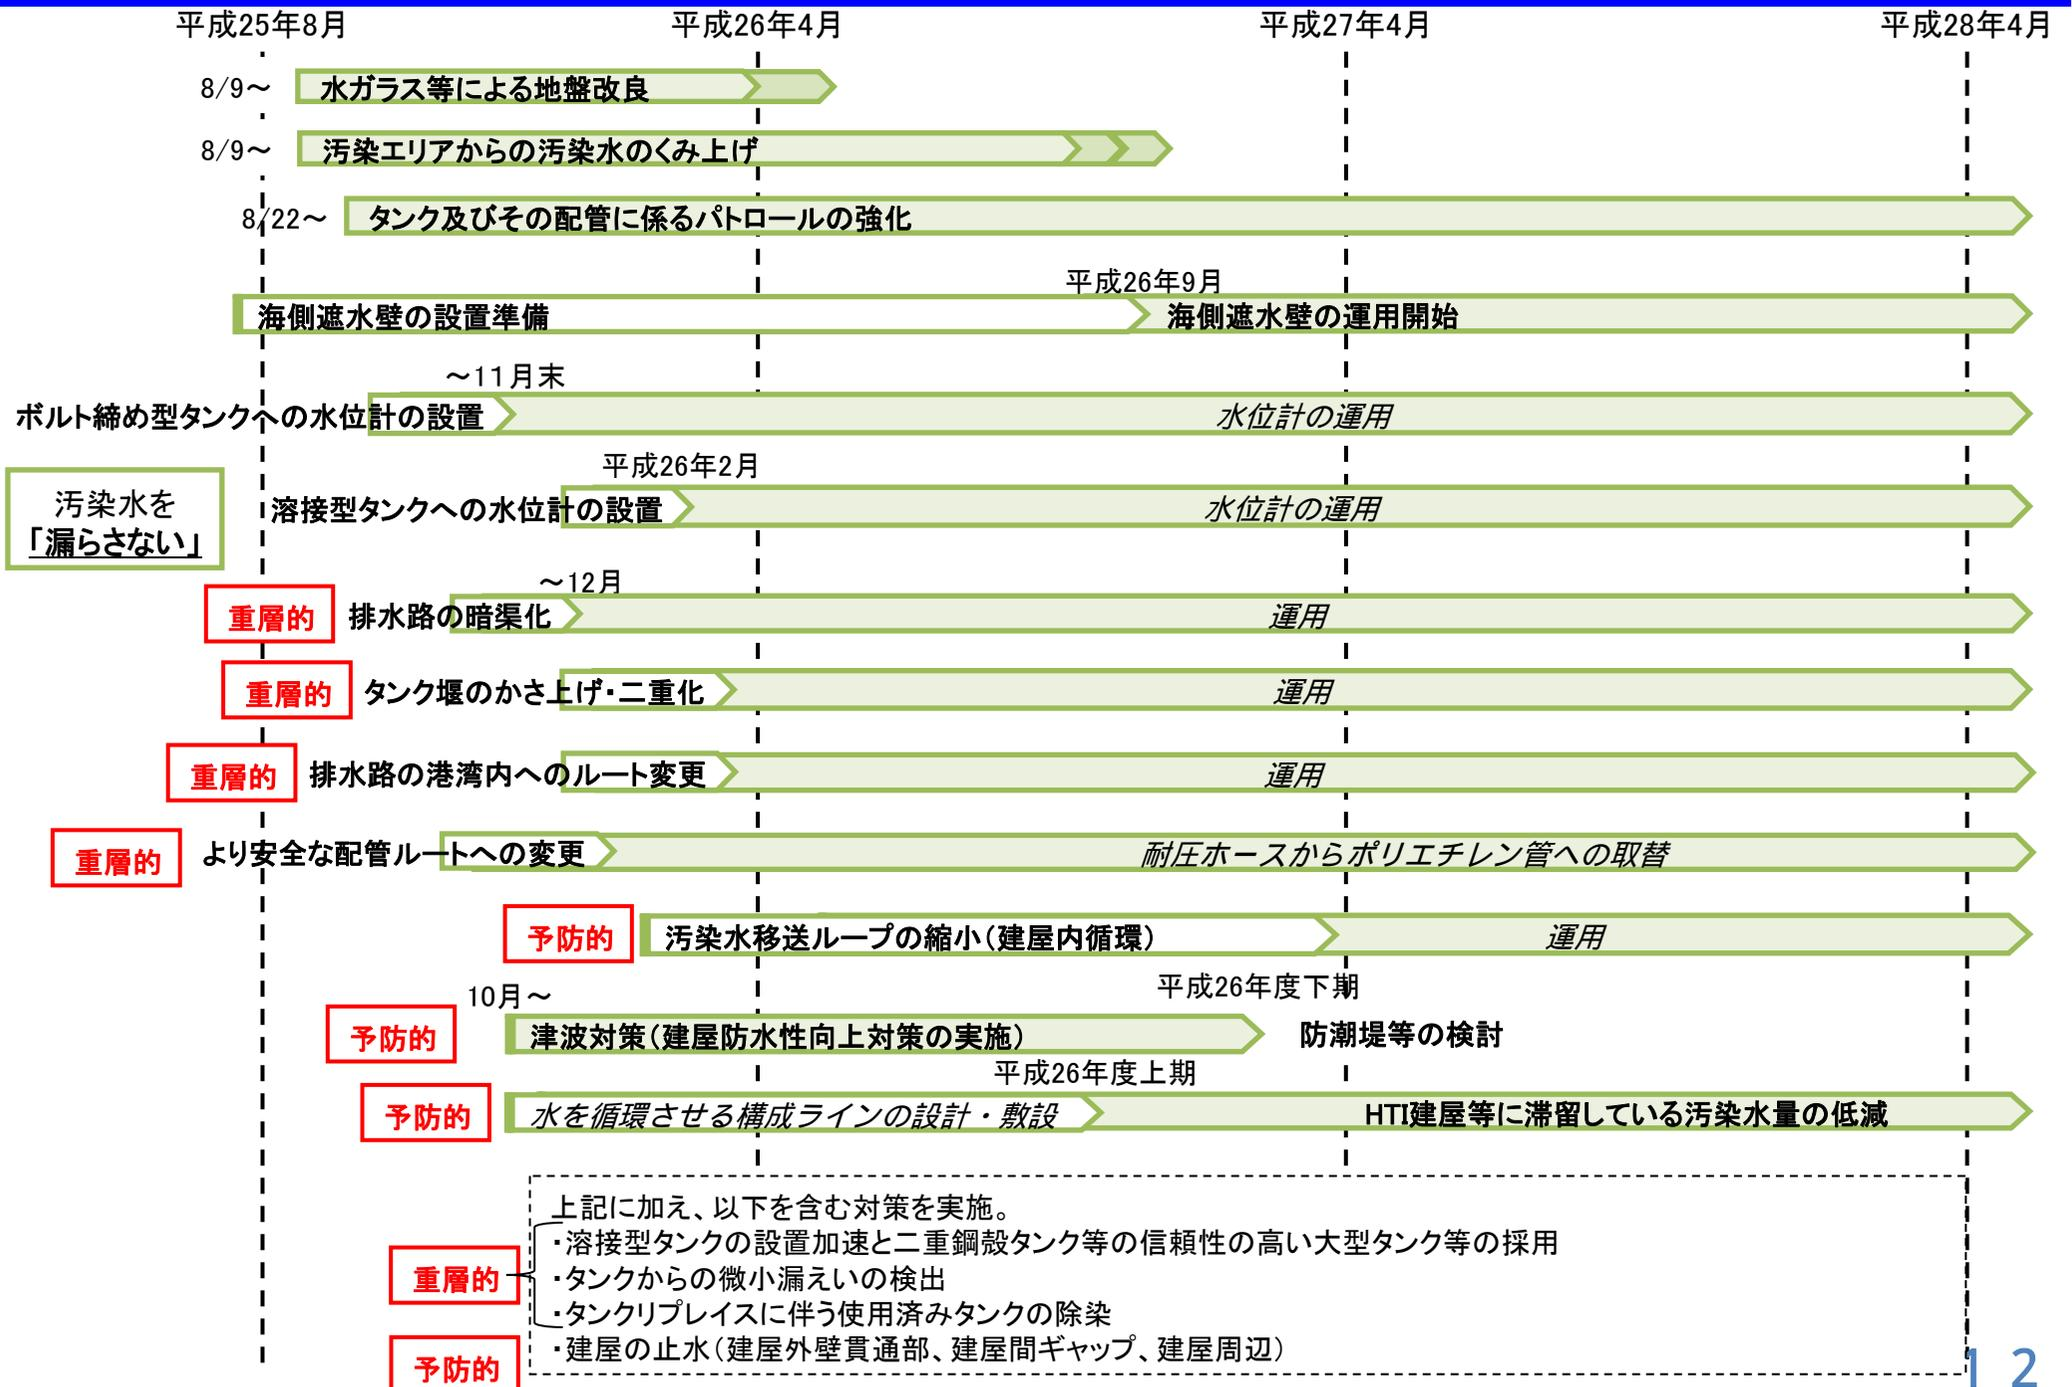 平成25年8月 平成26年4月 平成27年4月 平成28年4月
8/9～ 水ガラス等による地盤改良
8/9～ 汚染エリアからの汚染水のくみ上げ
8/22～ タンク及びその配管に係るパトロールの強化
平成26年9月
海側遮水壁の設置準備 海側遮水壁の運用開始
～11月末
ボルト締め型タンクへの水位計の設置 水位計の運用
平成26年2月
溶接型タンクへの水位計の設置 水位計の運用
汚染水を
「漏らさない」
～12月
重層的 排水路の暗渠化 運用
重層的 タンク堰のかさ上げ・二重化 運用
重層的 排水路の港湾内へのルート変更 運用
重層的 より安全な配管ルートへの変更 耐圧ホースからポリエチレン管への取替
予防的 汚染水移送ループの縮小（建屋内循環） 運用
平成26年度下期
10月～
予防的 津波対策（建屋防水性向上対策の実施） 防潮堤等の検討
平成26年度上期
予防的 水を循環させる構成ラインの設計・敷設 HTI建屋等に滞留している汚染水量の低減
上記に加え、以下を含む対策を実施。
・溶接型タンクの設置加速と二重鋼殻タンク等の信頼性の高い大型タンク等の採用
重層的 ・タンクからの微小漏えいの検出
・タンクリプレイスに伴う使用済みタンクの除染
予防的 ・建屋の止水（建屋外壁貫通部、建屋間ギャップ、建屋周辺）
12